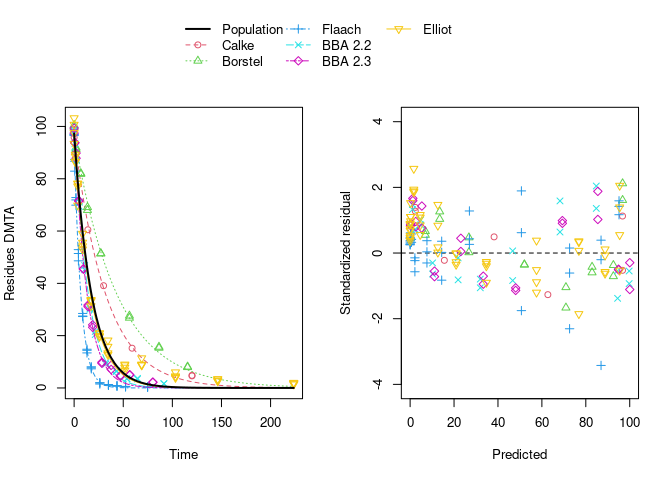 Population
Flaach
Elliot
Calke
BBA 2.2
Borstel
BBA 2.3
Residues DMTA
0
20
40
60
80
100
0
50
100
150
200
Time
Standardized residual
-4
-2
0
2
4
0
20
40
60
80
100
Predicted